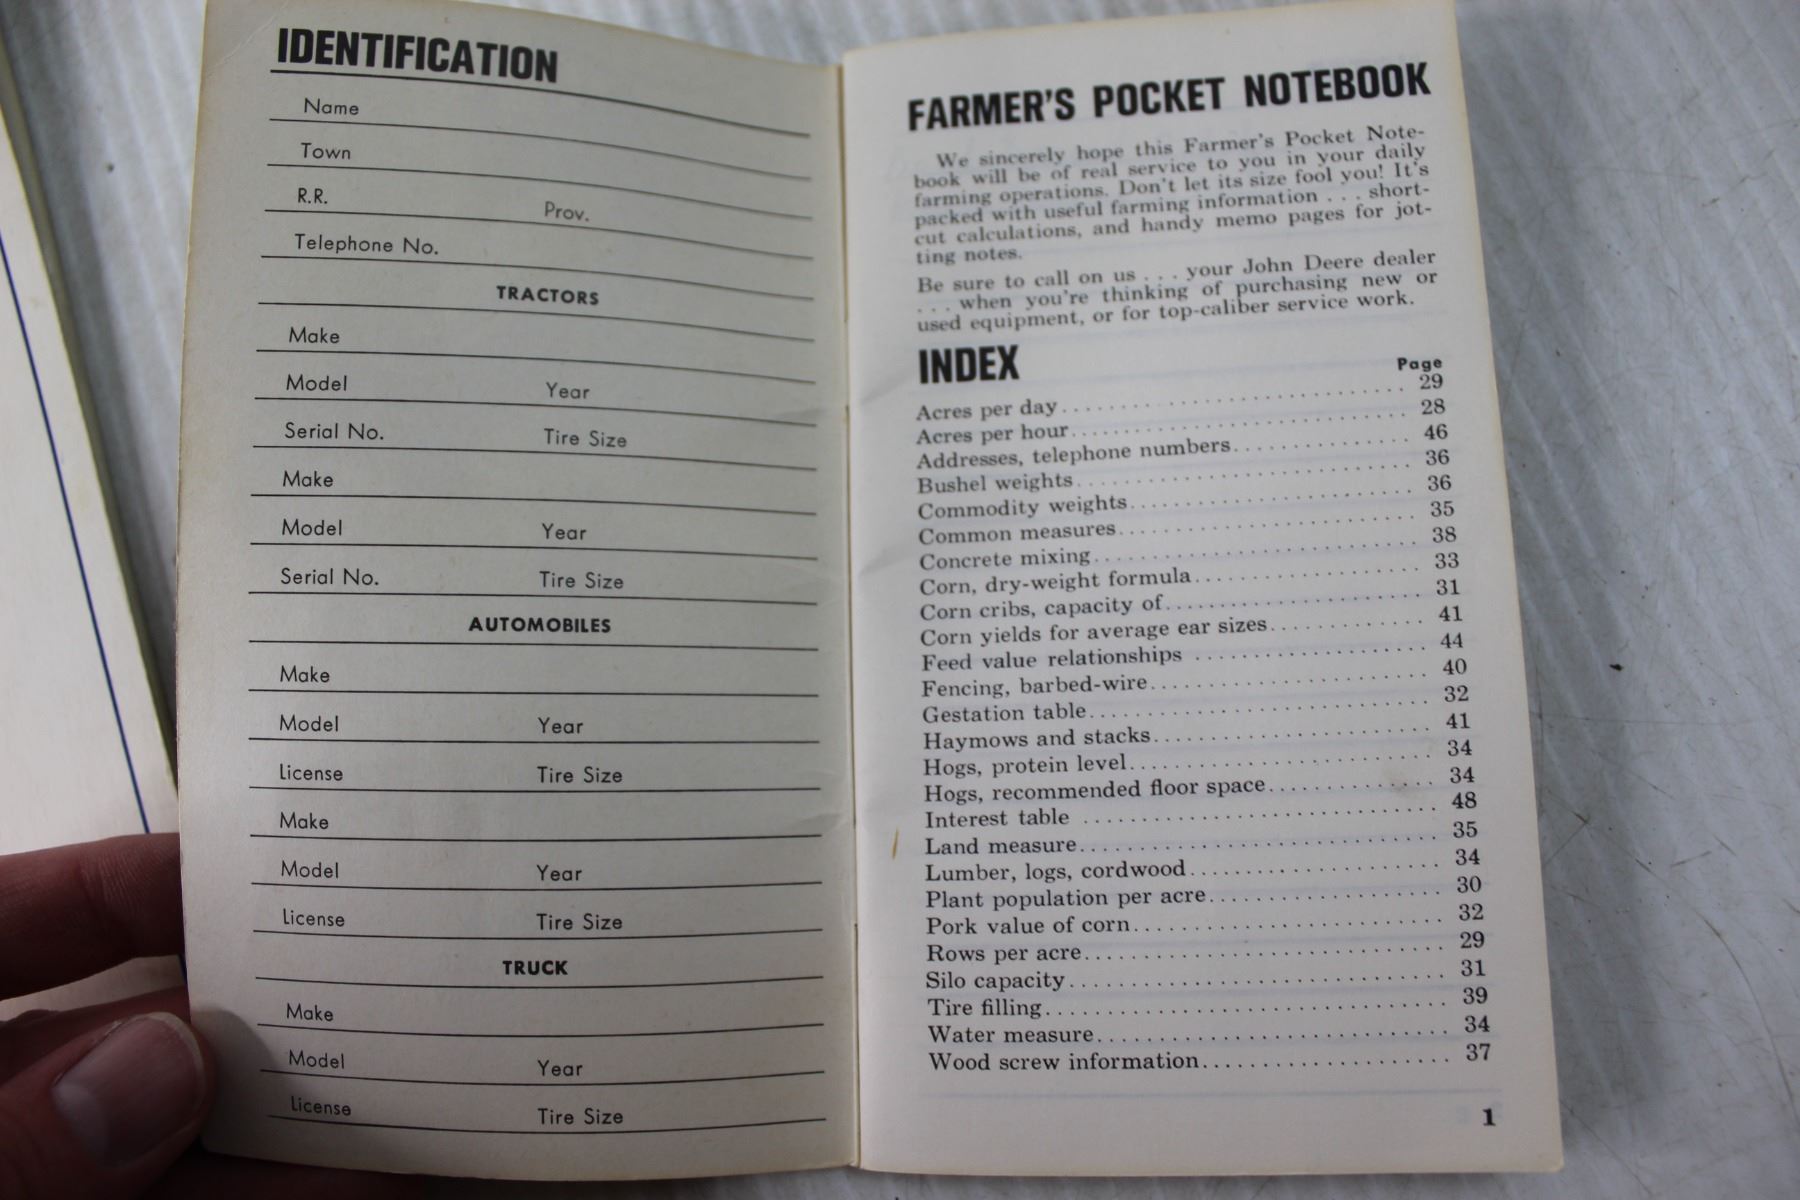 IDENTIFICATION
Name
Town
R.R. Prov.
Telephone No.
TRACTORS
Make
Model Year
Serial No. Tire Size
Make
Model Year
Serial No. Tire Size
AUTOMOBILES
Make
Model Year
License Tire Size
Make
Model Year
License Tire Size
TRUCK
Make
Model Year
License Tire Size
FARMER'S POCKET NOTEBOOK
We sincerely hope this Farmer's Pocket Note-
book will be of real service to you in your daily
farming operations. Don't let its size fool you! It's
packed with useful farming information . . . short-
cut calculations, and handy memo pages for jot-
ting notes.
Be sure to call on us . . . your John Deere dealer
. . . when you're thinking of purchasing new or
used equipment, or for top-caliber service work.
INDEX
Page
Acres per day 29
Acres per hour 28
Addresses, telephone numbers 46
Bushel weights 36
Commodity weights 36
Common measures 35
Concrete mixing 38
Corn, dry-weight formula 33
Corn cribs, capacity of 31
Corn yields for average ear sizes 41
Feed value relationships 44
Fencing, barbed-wire 40
Gestation table 32
Haymows and stacks 41
Hogs, protein level 34
Hogs, recommended floor space 34
Interest table 48
Land measure 35
Lumber, logs, cordwood 34
Plant population per acre 30
Pork value of corn 32
Rows per acre 29
Silo capacity 31
Tire filling 39
Water measure 34
Wood screw information 37
1